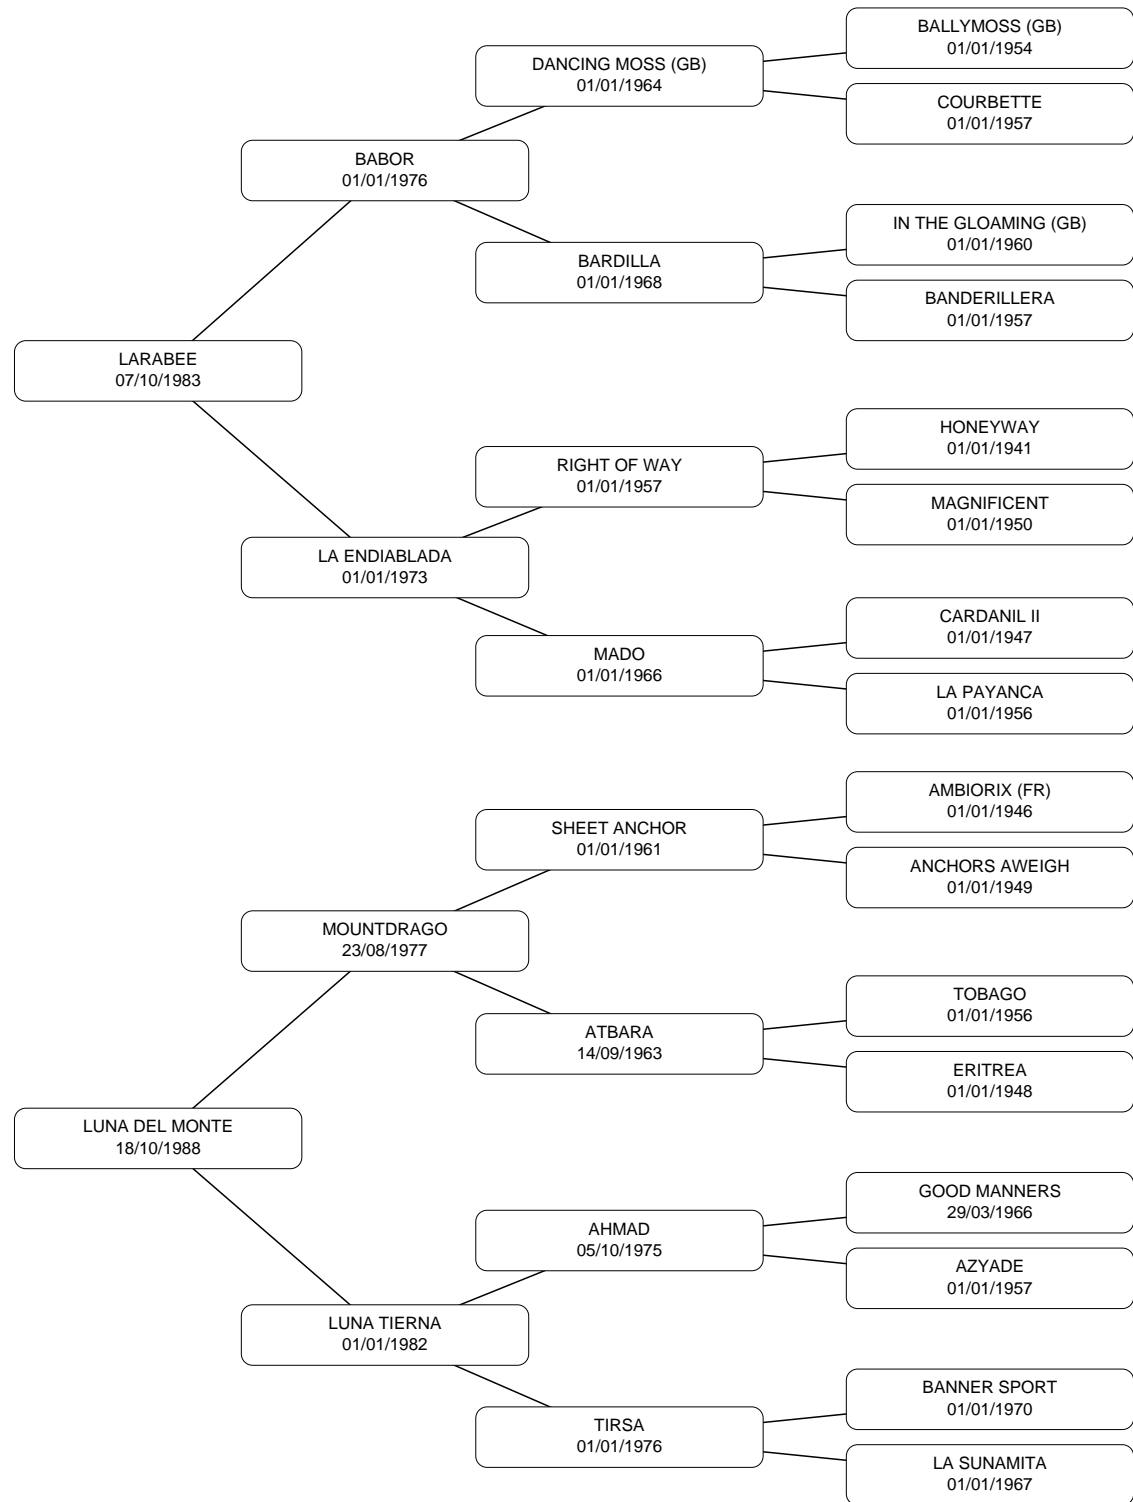 BALLYMOSS (GB)
01/01/1954
DANCING MOSS (GB)
01/01/1964
COURBETTE
01/01/1957
BABOR
01/01/1976
IN THE GLOAMING (GB)
01/01/1960
BARDILLA
01/01/1968
BANDERILLERA
01/01/1957
LARABEE
07/10/1983
HONEYWAY
01/01/1941
RIGHT OF WAY
01/01/1957
MAGNIFICENT
01/01/1950
LA ENDIABLADA
01/01/1973
CARDANIL II
01/01/1947
MADO
01/01/1966
LA PAYANCA
01/01/1956
AMBIORIX (FR)
01/01/1946
SHEET ANCHOR
01/01/1961
ANCHORS AWEIGH
01/01/1949
MOUNTDRAGO
23/08/1977
TOBAGO
01/01/1956
ATBARA
14/09/1963
ERITREA
01/01/1948
LUNA DEL MONTE
18/10/1988
GOOD MANNERS
29/03/1966
AHMAD
05/10/1975
AZYADE
01/01/1957
LUNA TIERNA
01/01/1982
BANNER SPORT
01/01/1970
TIRSA
01/01/1976
LA SUNAMITA
01/01/1967